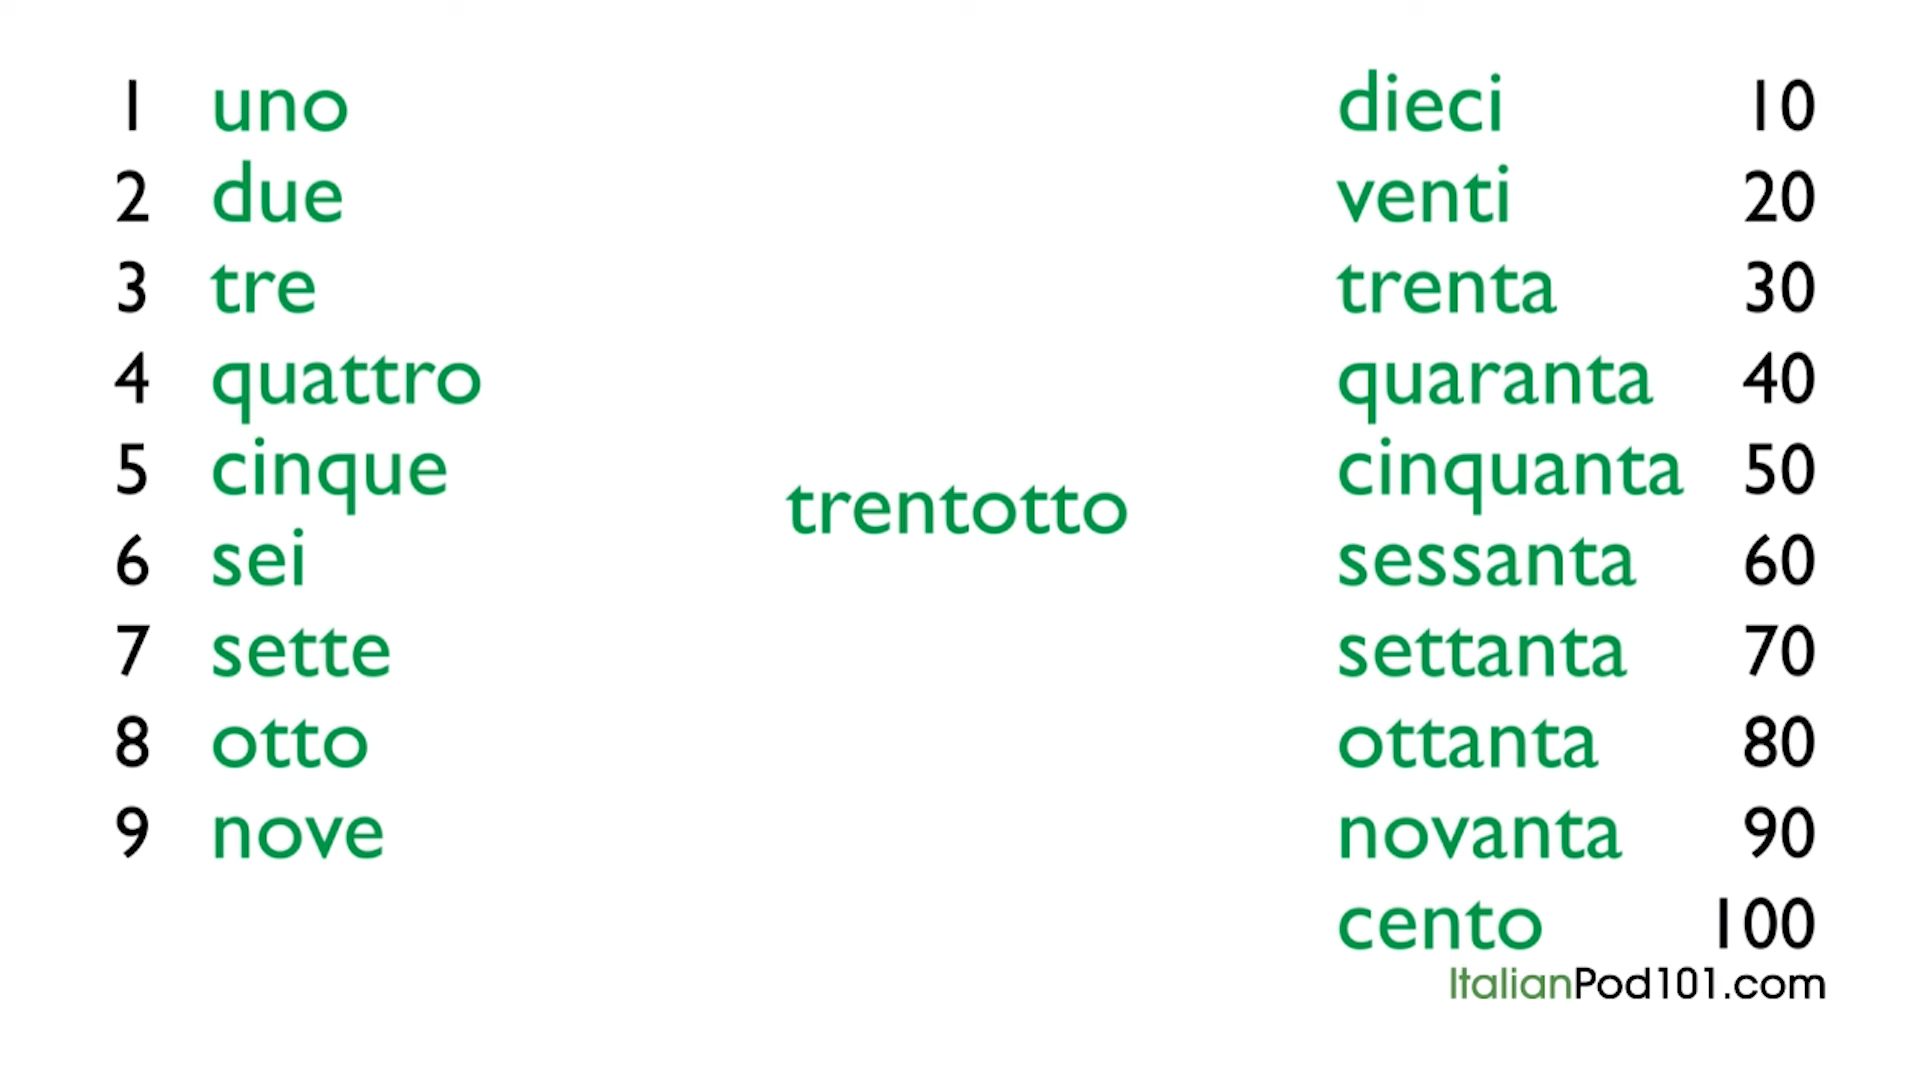 1 uno
2 due
3 tre
4 quattro
5 cinque
6 sei
7 sette
8 otto
9 nove
trentotto
dieci 10
venti 20
trenta 30
quaranta 40
cinquanta 50
sessanta 60
settanta 70
ottanta 80
novanta 90
cento 100
ItalianPod101.com